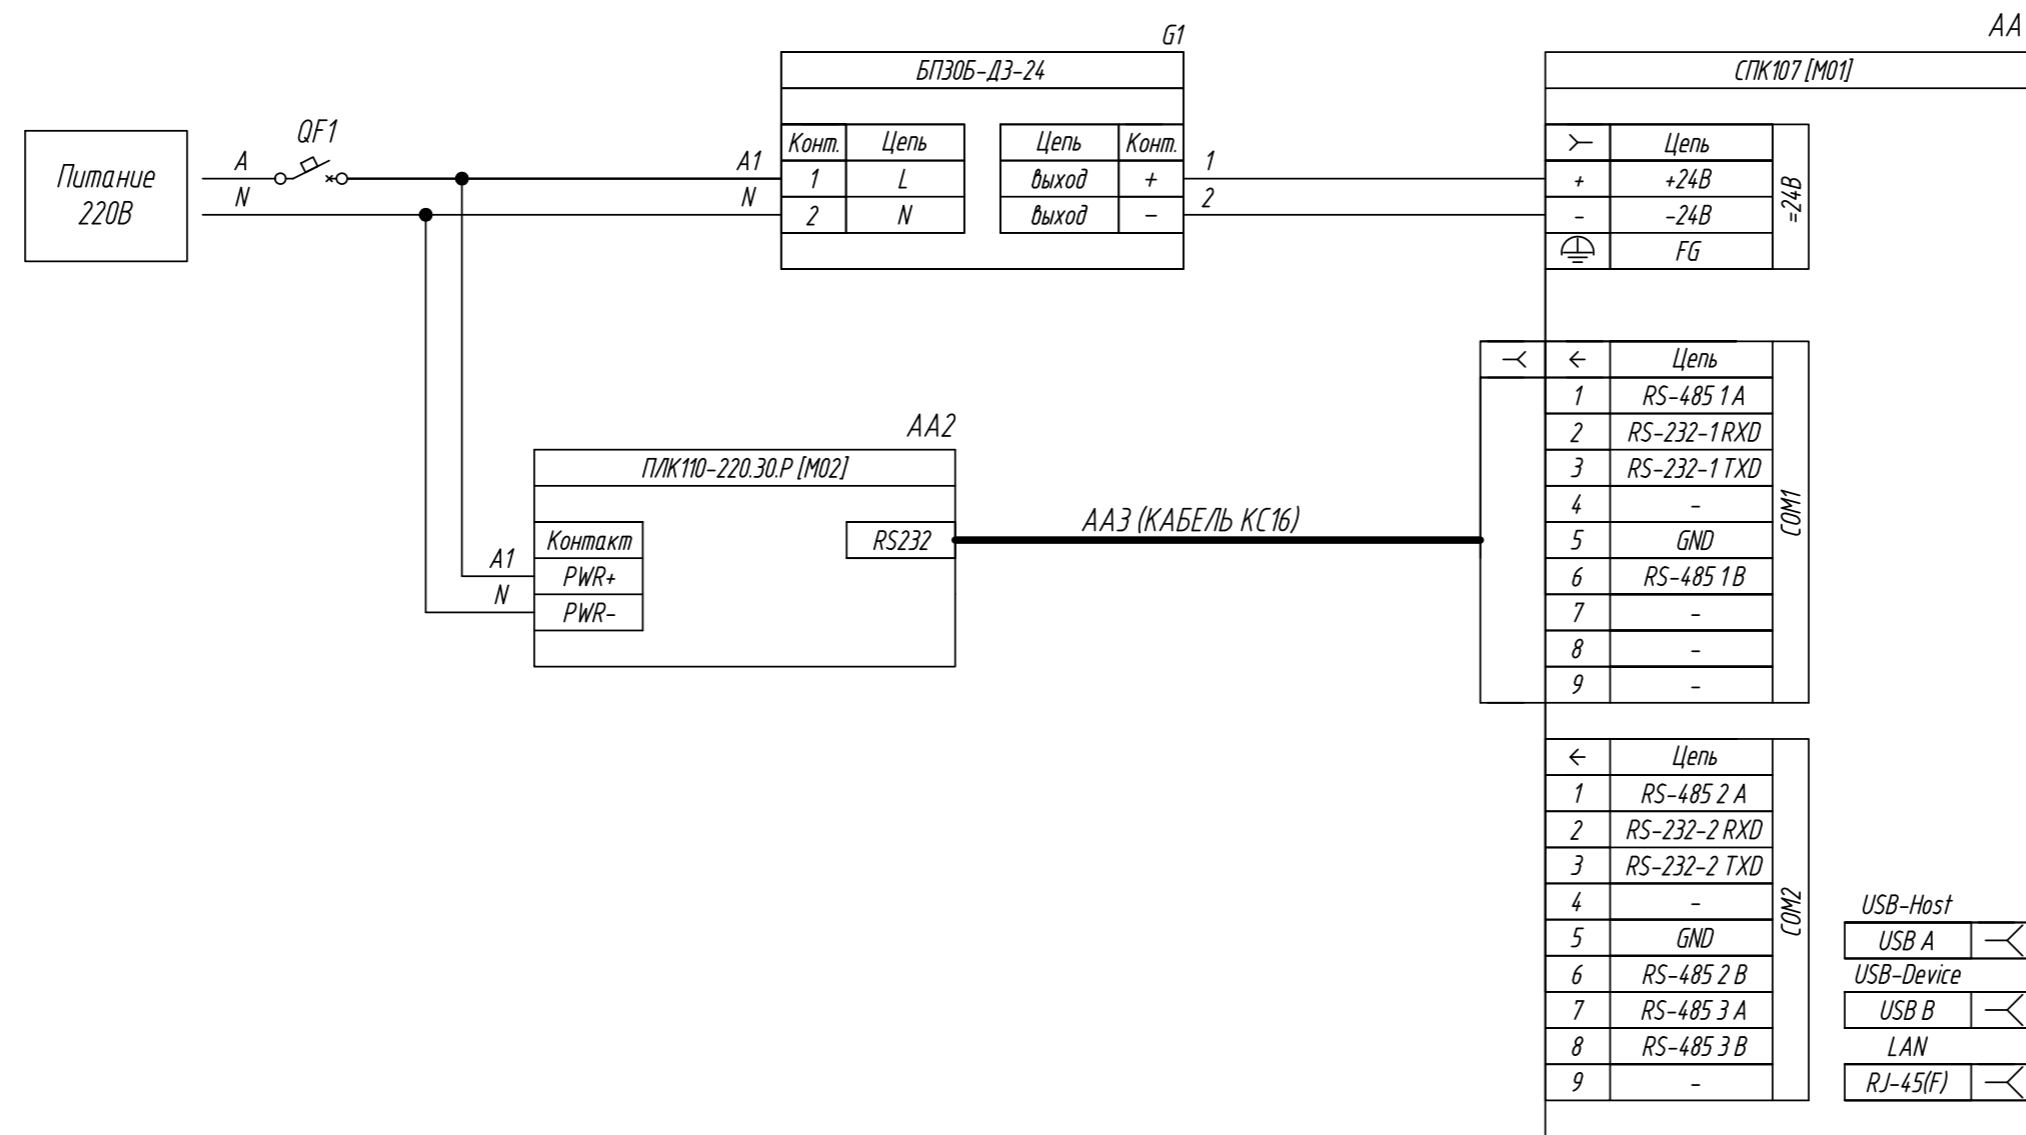 G1
AA
БП30Б-Д3-24
СПК107 [М01]
Питание
220В
A
QF1
N
A1
N
Конт. Цепь
1 L
2 N
Цепь Конт.
выход +
выход –
1
2
Цепь
+ +24В
- -24В
FG
=24В
Цепь
1 RS-485 1 A
2 RS-232-1 RXD
3 RS-232-1 TXD
4 -
5 GND
6 RS-485 1 B
7 -
8 -
9 -
COM1
AA2
ПЛК110-220.30.Р [М02]
A1
N
Контакт
PWR+
PWR-
RS232
АА3 (КАБЕЛЬ КС16)
Цепь
1 RS-485 2 A
2 RS-232-2 RXD
3 RS-232-2 TXD
4 -
5 GND
6 RS-485 2 B
7 RS-485 3 A
8 RS-485 3 B
9 -
COM2
USB-Host
USB A
USB-Device
USB B
LAN
RJ-45(F)